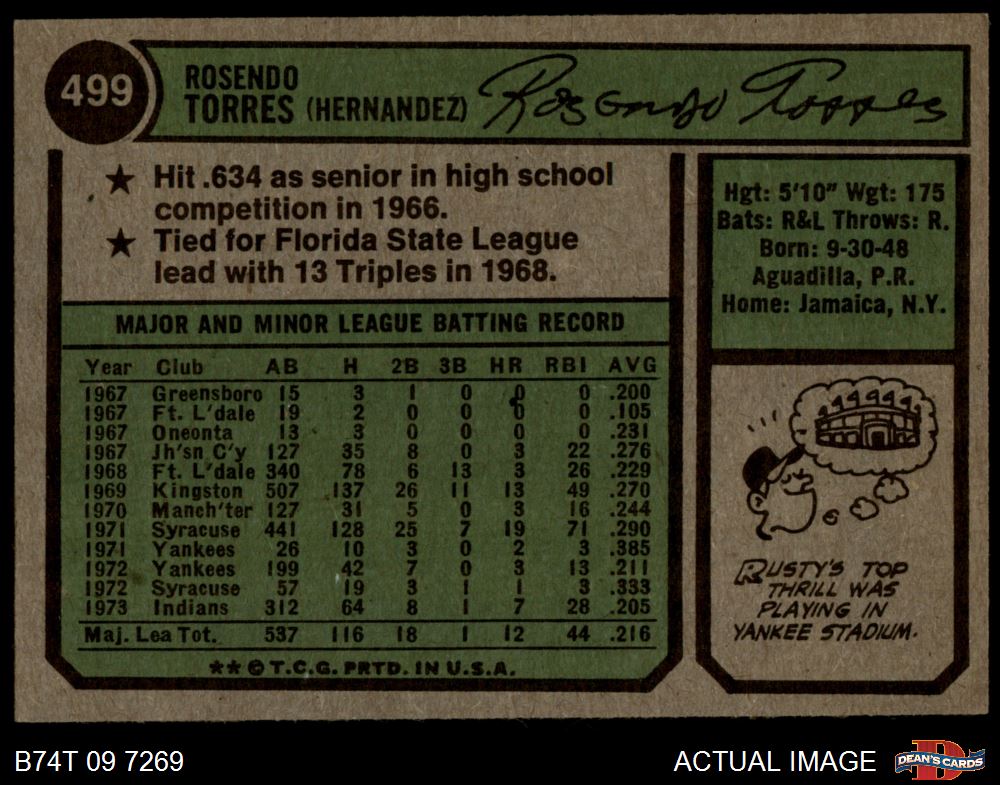 499
ROSENDO
TORRES (HERNANDEZ)
Rosendo Torres
★ Hit .634 as senior in high school
competition in 1966.
★ Tied for Florida State League
lead with 13 Triples in 1968.
Hgt: 5'10" Wgt: 175
Bats: R&L Throws: R.
Born: 9-30-48
Aguadilla, P.R.
Home: Jamaica, N.Y.
MAJOR AND MINOR LEAGUE BATTING RECORD
Year Club AB H 2B 3B HR RBI AVG
1967 Greensboro 15 3 1 0 0 0 .200
1967 Ft. L'dale 19 2 0 0 0 0 .105
1967 Oneonta 13 3 0 0 0 0 .231
1967 Jh'sn C'y 127 35 8 0 3 22 .276
1968 Ft. L'dale 340 78 6 13 3 26 .229
1969 Kingston 507 137 26 11 13 49 .270
1970 Manch'ter 127 31 5 0 3 16 .244
1971 Syracuse 441 128 25 7 19 71 .290
1971 Yankees 26 10 3 0 2 3 .385
1972 Yankees 199 42 7 0 3 13 .211
1972 Syracuse 57 19 3 1 1 3 .333
1973 Indians 312 64 8 1 7 28 .205
Maj. Lea Tot. 537 116 18 1 12 44 .216
★★ © T.C.G. PRTD. IN U.S.A.
RUSTY'S TOP
THRILL WAS
PLAYING IN
YANKEE STADIUM.
B74T 09 7269
ACTUAL IMAGE
D
DEAN'S CARDS